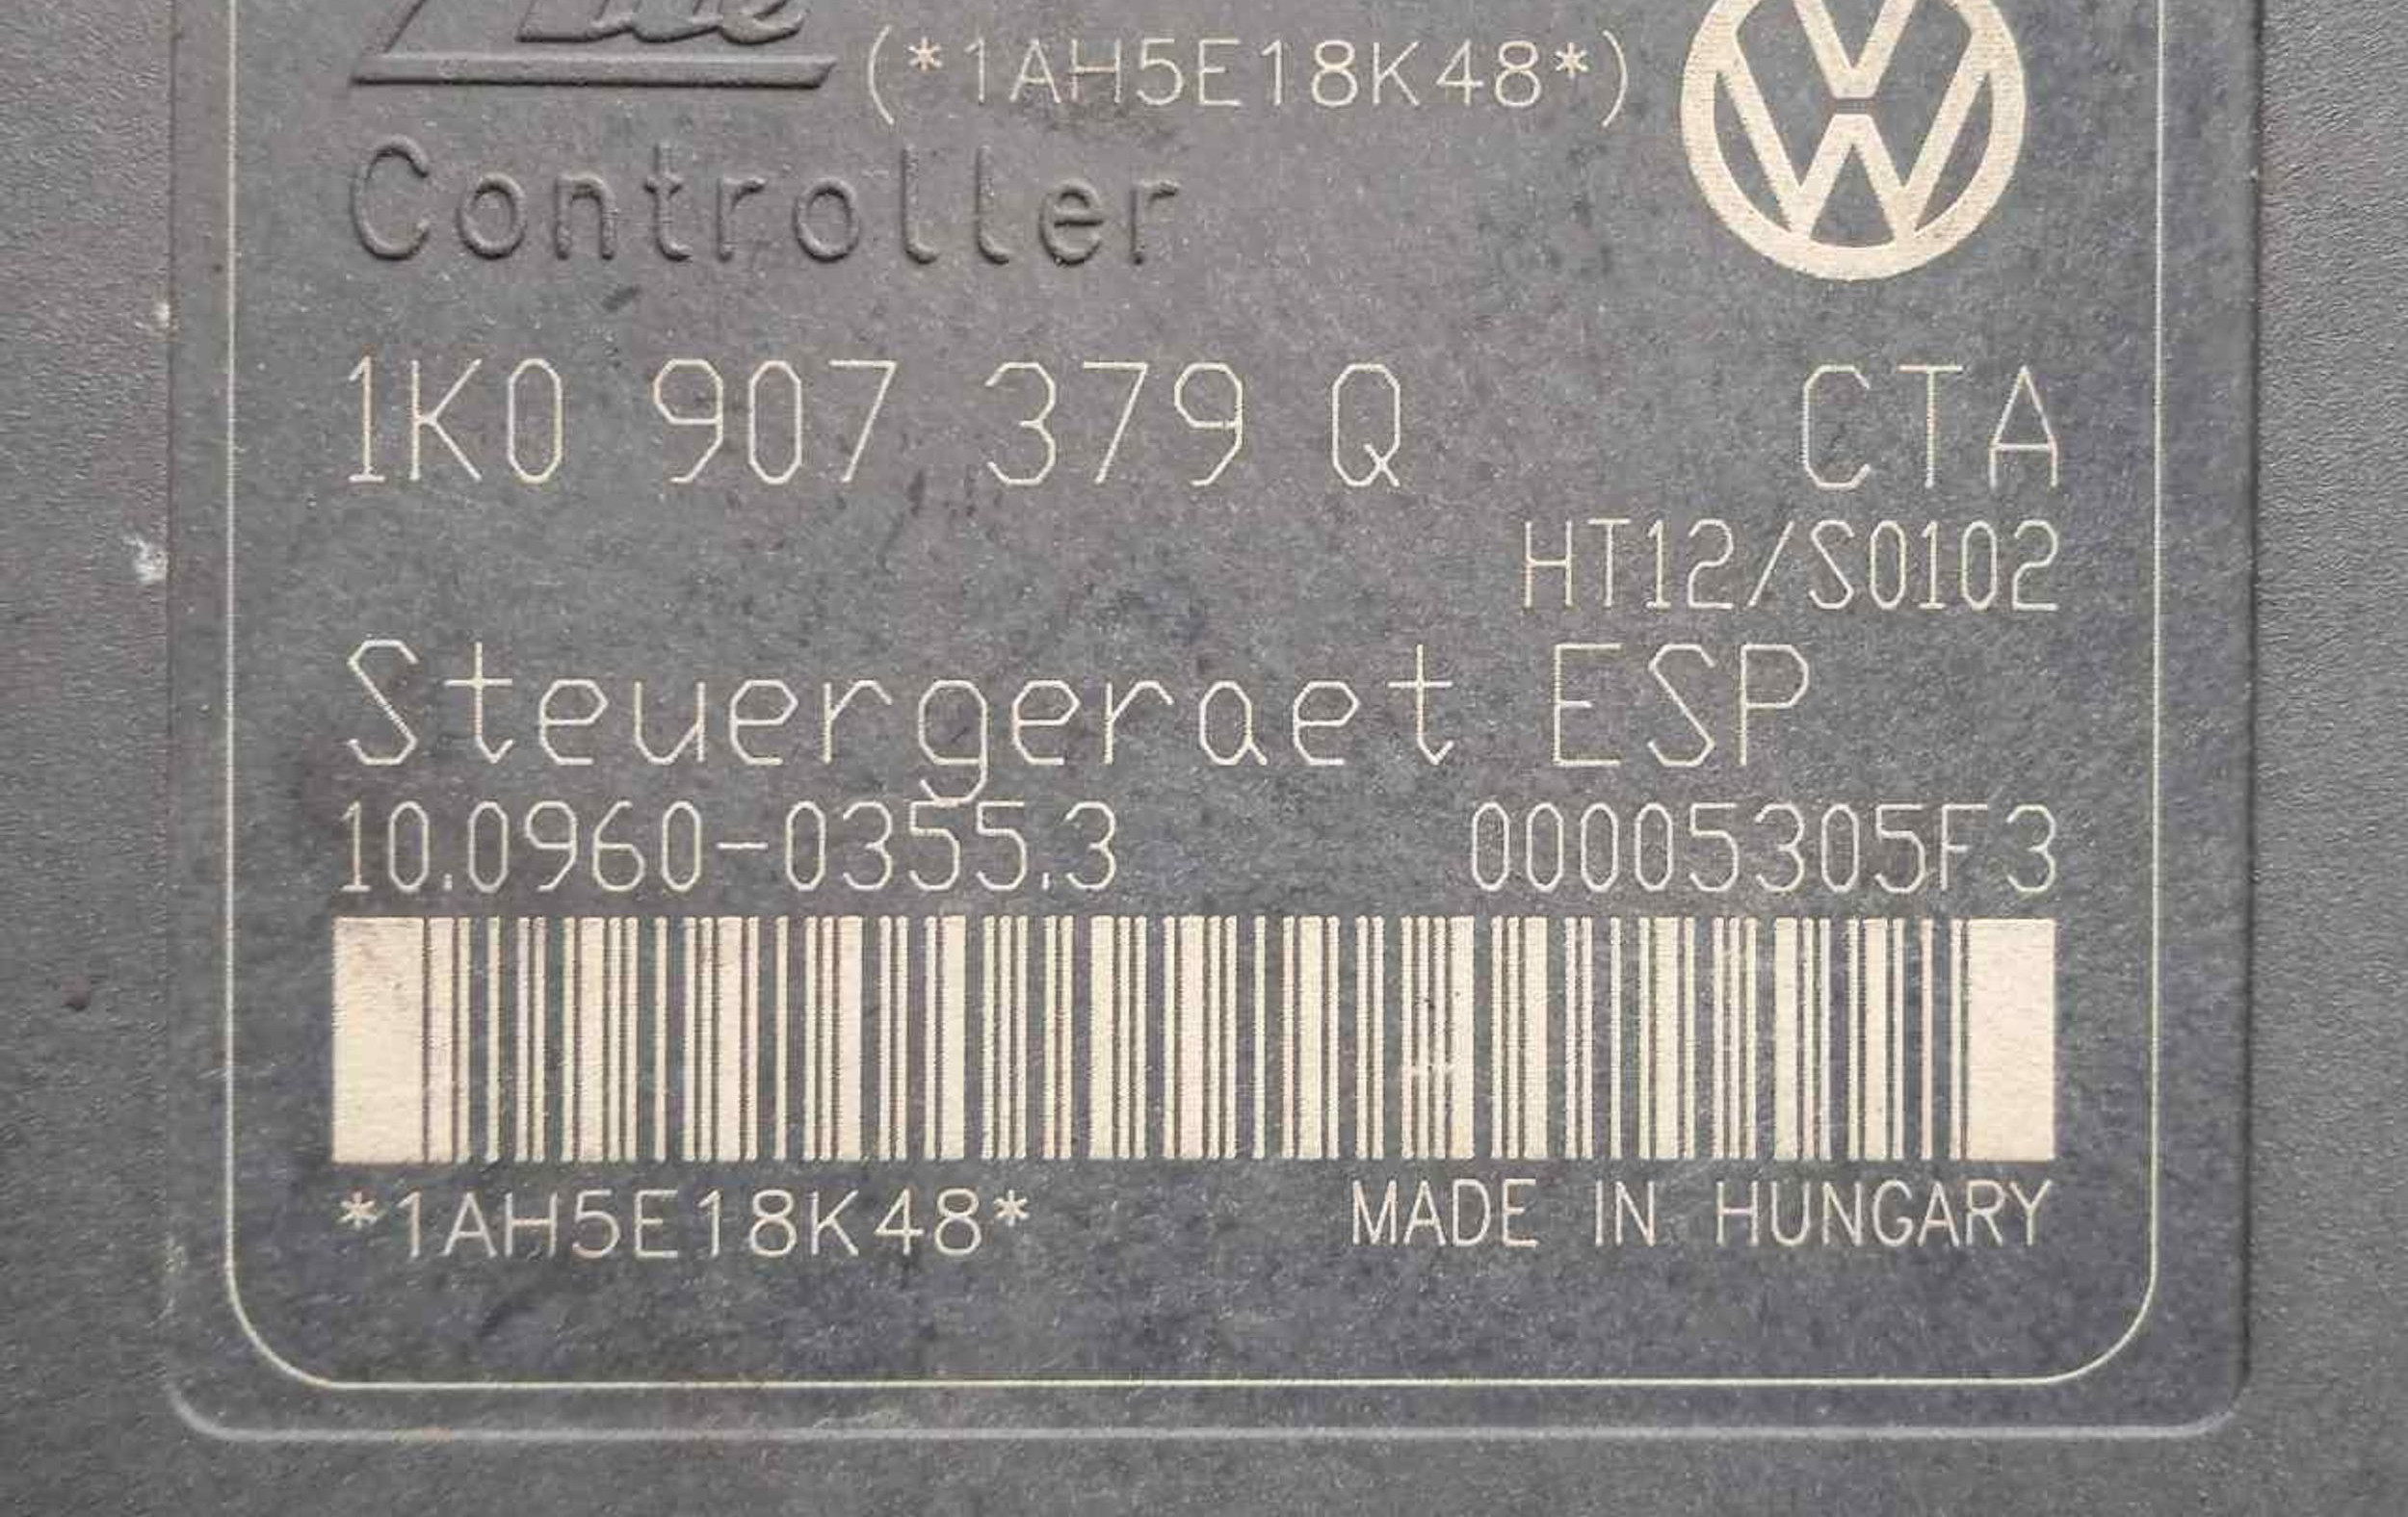 (*1AH5E18K48*)
Controller
1K0 907 379 Q CTA
HT12/S0102
Steuergeraet ESP
10.0960-0355.3 00005305F3
*1AH5E18K48* MADE IN HUNGARY